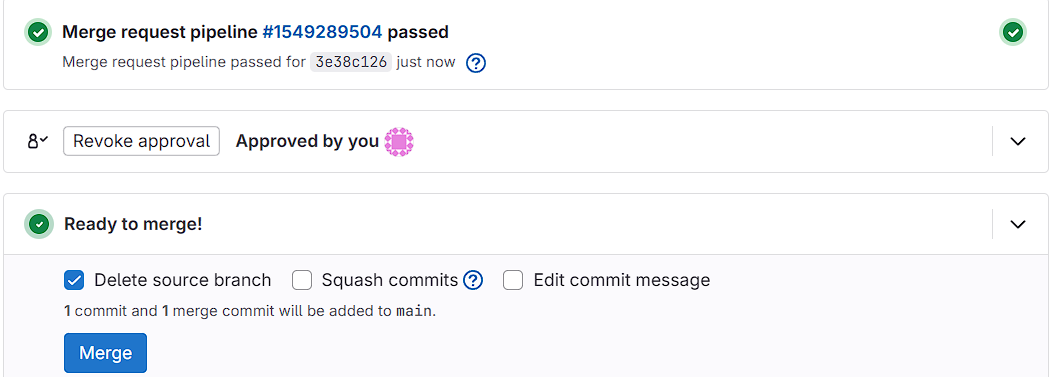 Merge request pipeline #1549289504 passed
Merge request pipeline passed for 3e38c126 just now ?
Revoke approval Approved by you
Ready to merge!
Delete source branch Squash commits ? Edit commit message
1 commit and 1 merge commit will be added to main.
Merge